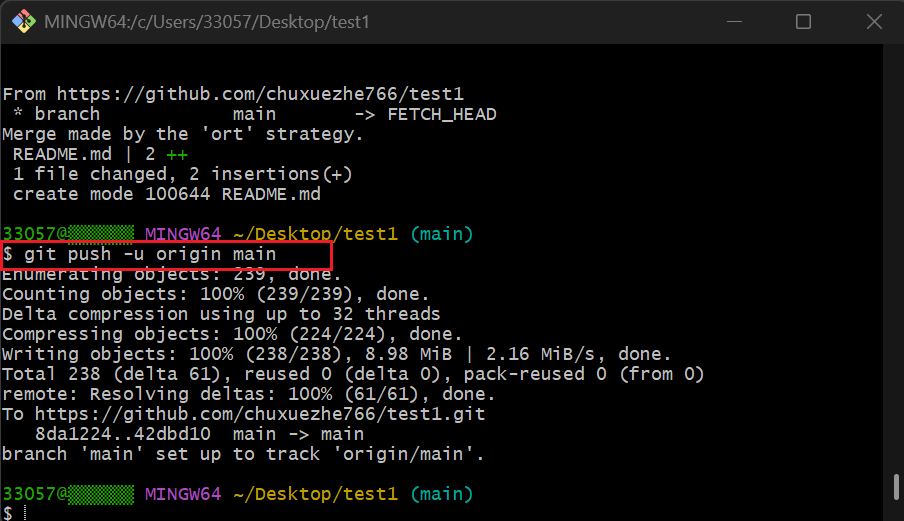 MINGW64:/c/Users/33057/Desktop/test1
From https://github.com/chuxuezhe766/test1
 * branch            main       -> FETCH_HEAD
Merge made by the 'ort' strategy.
 README.md | 2 ++
 1 file changed, 2 insertions(+)
 create mode 100644 README.md
33057@▒▒▒▒▒▒ MINGW64 ~/Desktop/test1 (main)
$ git push -u origin main
Enumerating objects: 239, done.
Counting objects: 100% (239/239), done.
Delta compression using up to 32 threads
Compressing objects: 100% (224/224), done.
Writing objects: 100% (238/238), 8.98 MiB | 2.16 MiB/s, done.
Total 238 (delta 61), reused 0 (delta 0), pack-reused 0 (from 0)
remote: Resolving deltas: 100% (61/61), done.
To https://github.com/chuxuezhe766/test1.git
   8da1224..42dbd10  main -> main
branch 'main' set up to track 'origin/main'.
33057@▒▒▒▒▒▒ MINGW64 ~/Desktop/test1 (main)
$